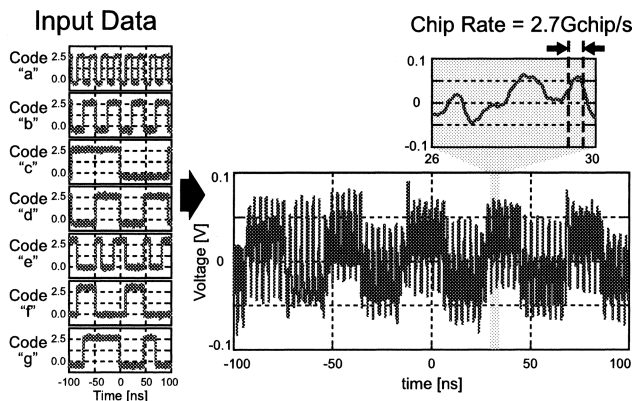 Input Data
Chip Rate = 2.7Gchip/s
Code "a" 2.5 0.0
Code "b" 2.5 0.0
Code "c" 2.5 0.0
Code "d" 2.5 0.0
Code "e" 2.5 0.0
Code "f" 2.5 0.0
Code "g" 2.5 0.0
-100 -50 0 50 100
Time [ns]
0.1
0
-0.1
26 30
0.1
0
-0.1
Voltage [V]
-100 -50 0 50 100
time [ns]